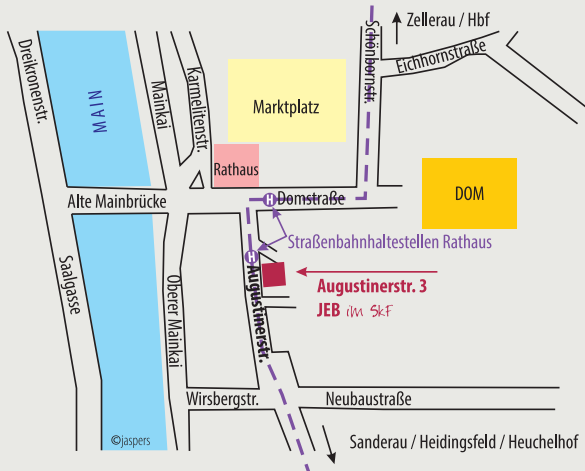 Zellerau / Hbf
Schönbornstr.
Eichhornstraße
Dreikronenstr.
MAIN
Mainkai
Karmelitenstr.
Marktplatz
Rathaus
DOM
Alte Mainbrücke
H
Domstraße
Straßenbahnhaltestellen Rathaus
H
Saalgasse
Oberer Mainkai
Augustinerstr.
Augustinerstr. 3
JEB im SkF
Wirsbergstr.
Neubaustraße
©jaspers
Sanderau / Heidingsfeld / Heuchelhof